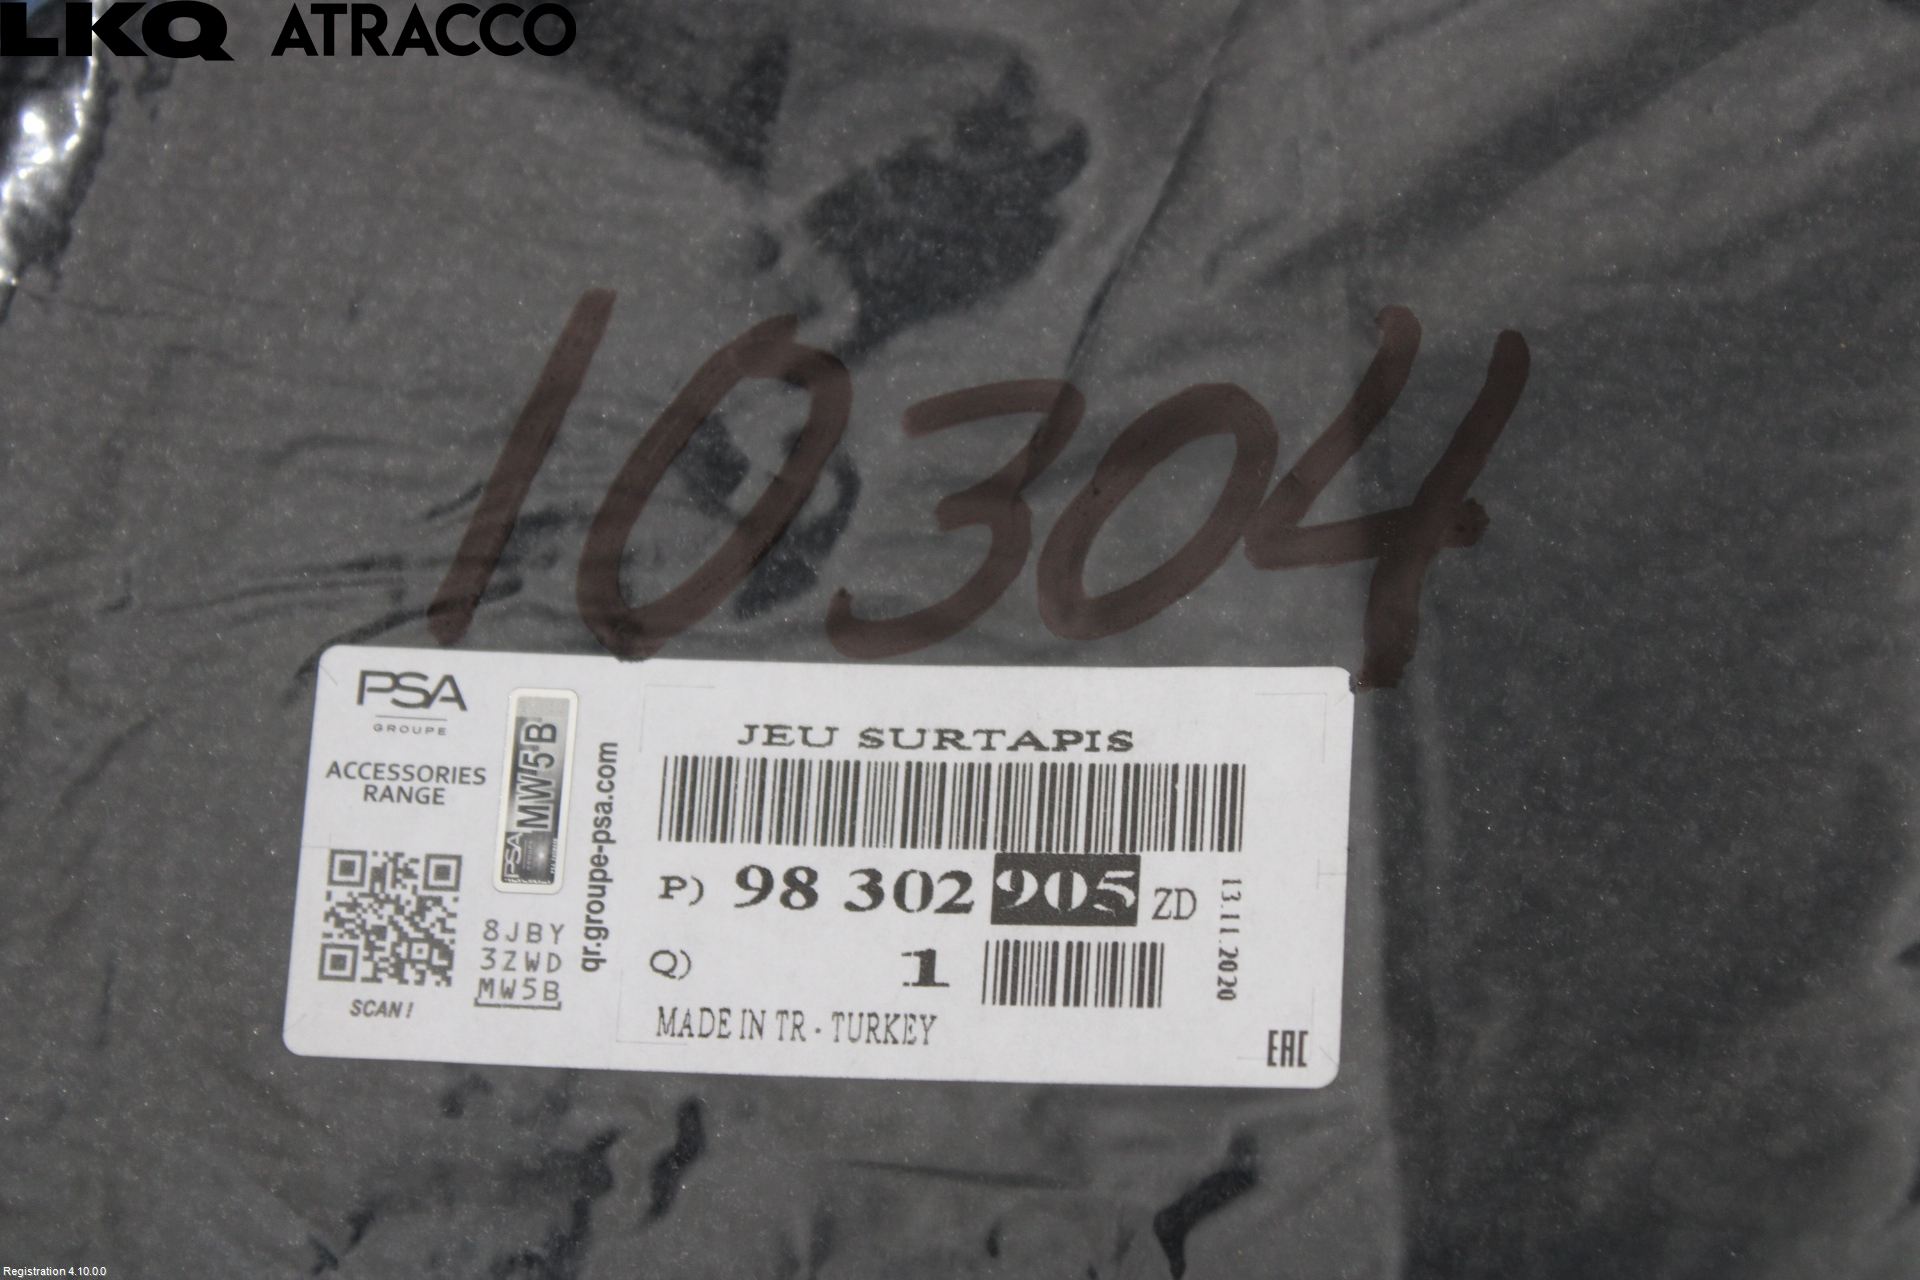 LKQ ATRACCO
10304
PSA
GROUPE
ACCESSORIES
RANGE
SCAN!
PSA
MW5B
8JBY
3ZWD
MW5B
qr.groupe-psa.com
JEU SURTAPIS
P) 98 302 905 ZD
Q) 1
13.11.2020
MADE IN TR - TURKEY
EAC
Registration 4.10.0.0